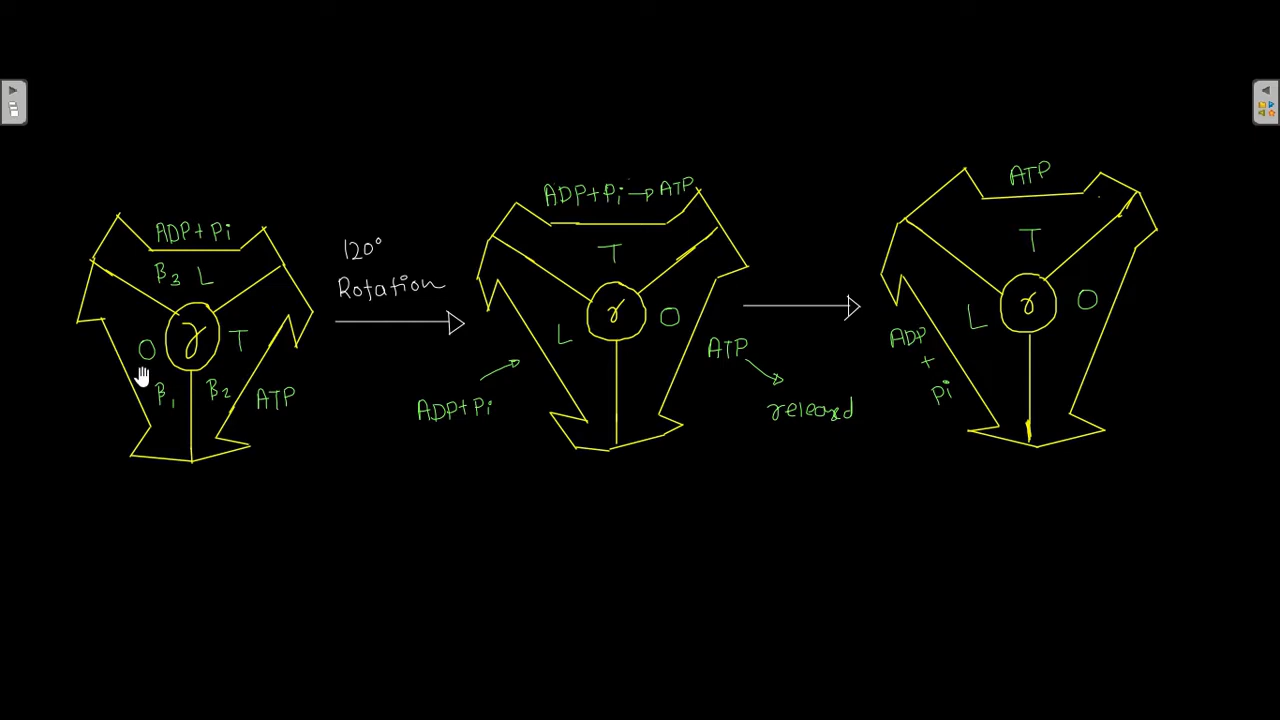 ADP+Pi
β3 L
γ
O
T
β1
β2
ATP
120°
Rotation
ADP+Pi → ATP
T
γ
L
O
ADP+Pi
ATP
released
ATP
T
γ
L
O
ADP
+
Pi